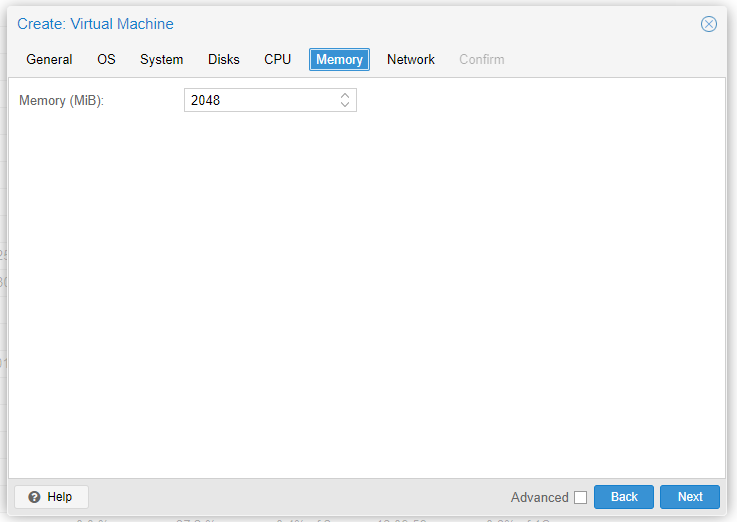 Create: Virtual Machine
General OS System Disks CPU Memory Network Confirm
Memory (MiB): 2048
Help Advanced Back Next